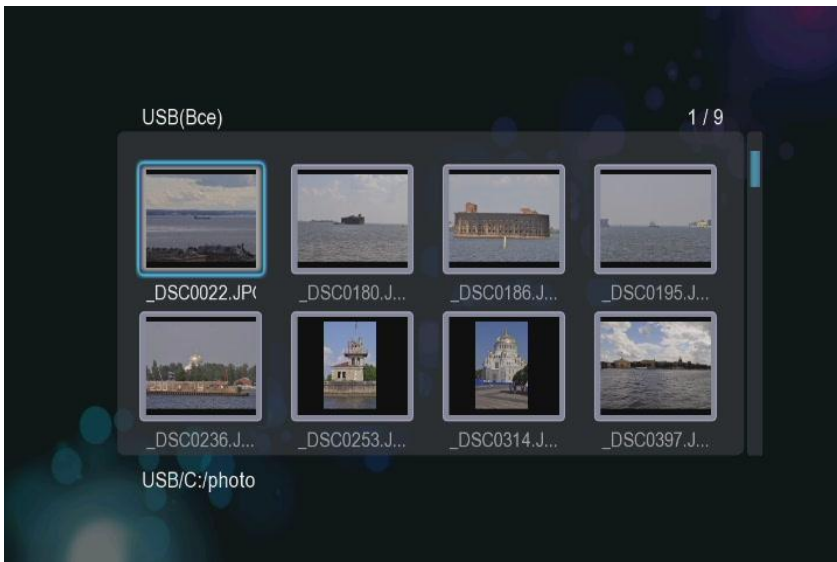 USB(Все) 1 / 9
_DSC0022.JP(
_DSC0180.J...
_DSC0186.J...
_DSC0195.J...
_DSC0236.J...
_DSC0253.J...
_DSC0314.J...
_DSC0397.J...
USB/C:/photo